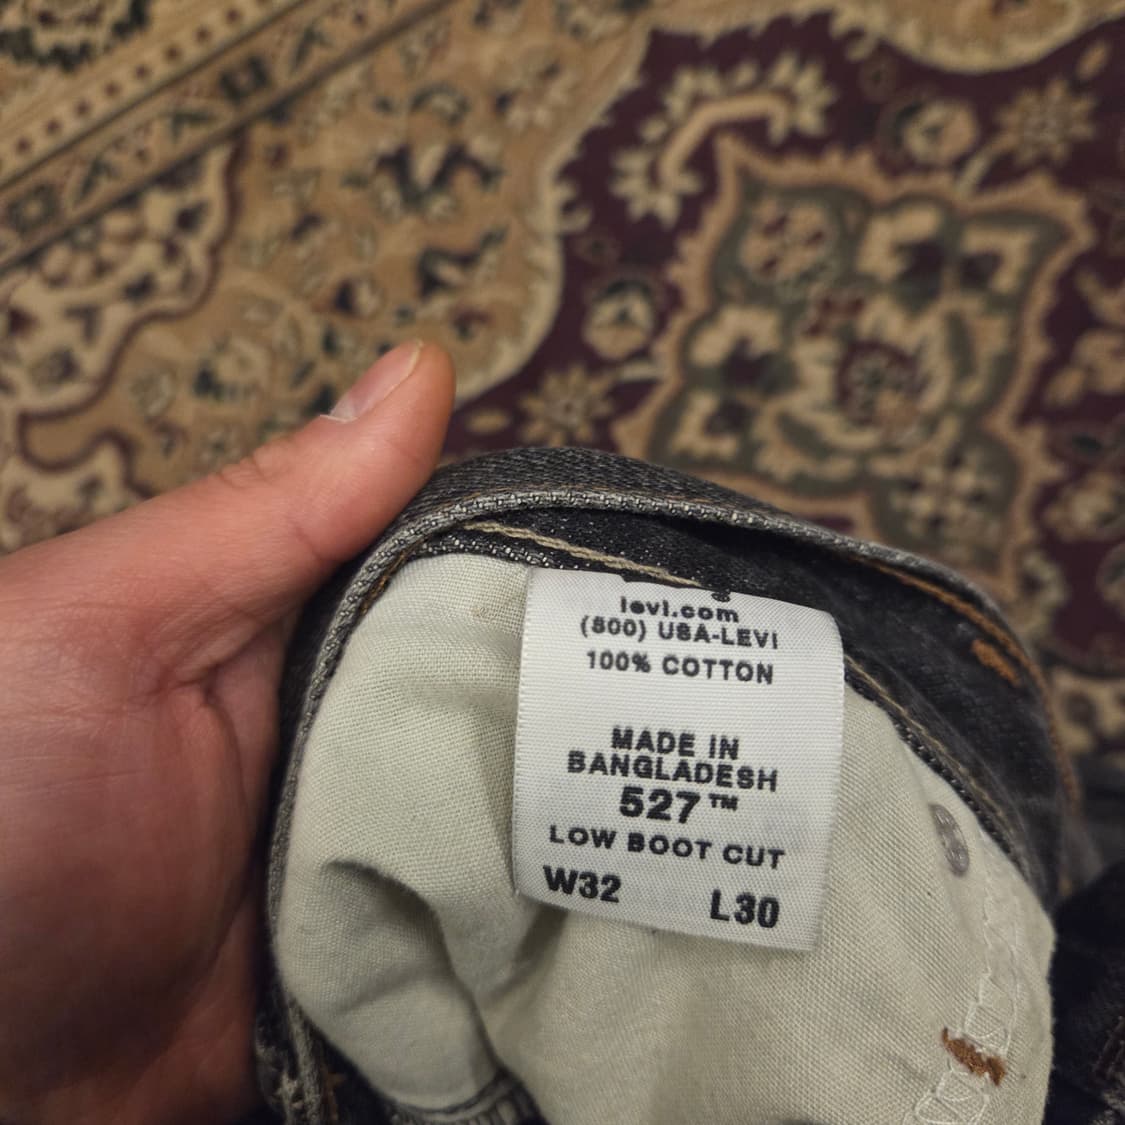 levi.com
(800) USA-LEVI
100% COTTON
MADE IN
BANGLADESH
527™
LOW BOOT CUT
W32 L30